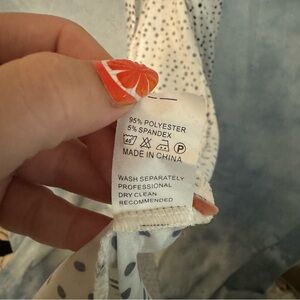 95% POLYESTER
5% SPANDEX
MADE IN CHINA
WASH SEPARATELY
PROFESSIONAL
DRY CLEAN
RECOMMENDED